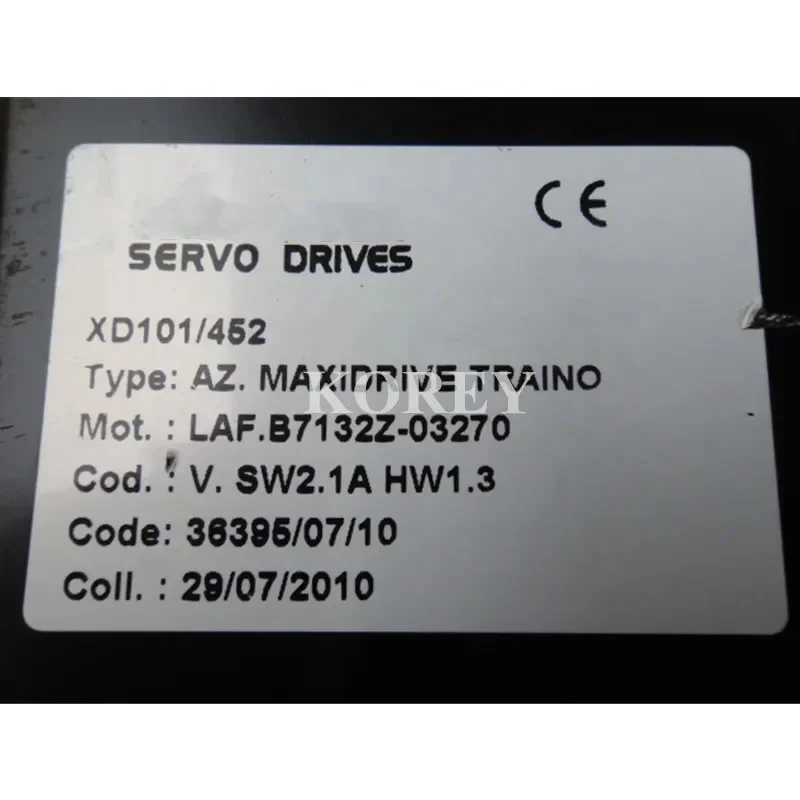 CE
SERVO DRIVES
XD101/452
Type: AZ. MAXIDRIVE TRAINO
KOREY
Mot. : LAF.B7132Z-03270
Cod. : V. SW2.1A HW1.3
Code: 36395/07/10
Coll. : 29/07/2010